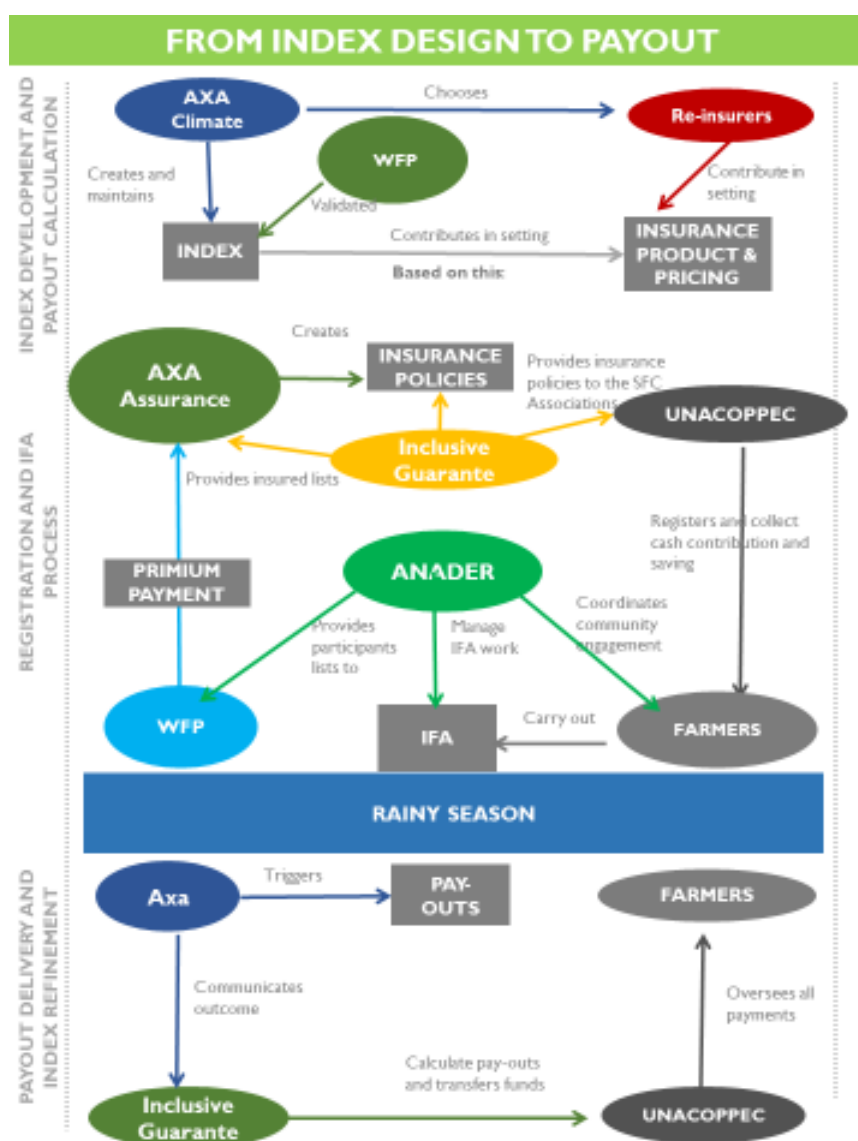 FROM INDEX DESIGN TO PAYOUT
INDEX DEVELOPMENT AND
PAYOUT CALCULATION
AXA
Climate
Chooses
Re-insurers
WFP
Creates and
maintains
Validated
Contribute in
setting
INDEX
Contributes in setting
Based on this:
INSURANCE
PRODUCT &
PRICING
REGISTRATION AND IFA
PROCESS
AXA
Assurance
Creates
INSURANCE
POLICIES
Provides insurance
policies to the SFC
Associations
UNACOPPEC
Inclusive
Guarante
Provides insured lists
Registers and collect
cash contribution and
saving
PRIMIUM
PAYMENT
ANADER
Provides
participants
lists to
Manage
IFA work
Coordinates
community
engagement
WFP
IFA
Carry out
FARMERS
RAINY SEASON
PAYOUT DELIVERY AND
INDEX REFINEMENT
Axa
Triggers
PAY-
OUTS
FARMERS
Communicates
outcome
Oversees all
payments
Calculate pay-outs
and transfers funds
Inclusive
Guarante
UNACOPPEC